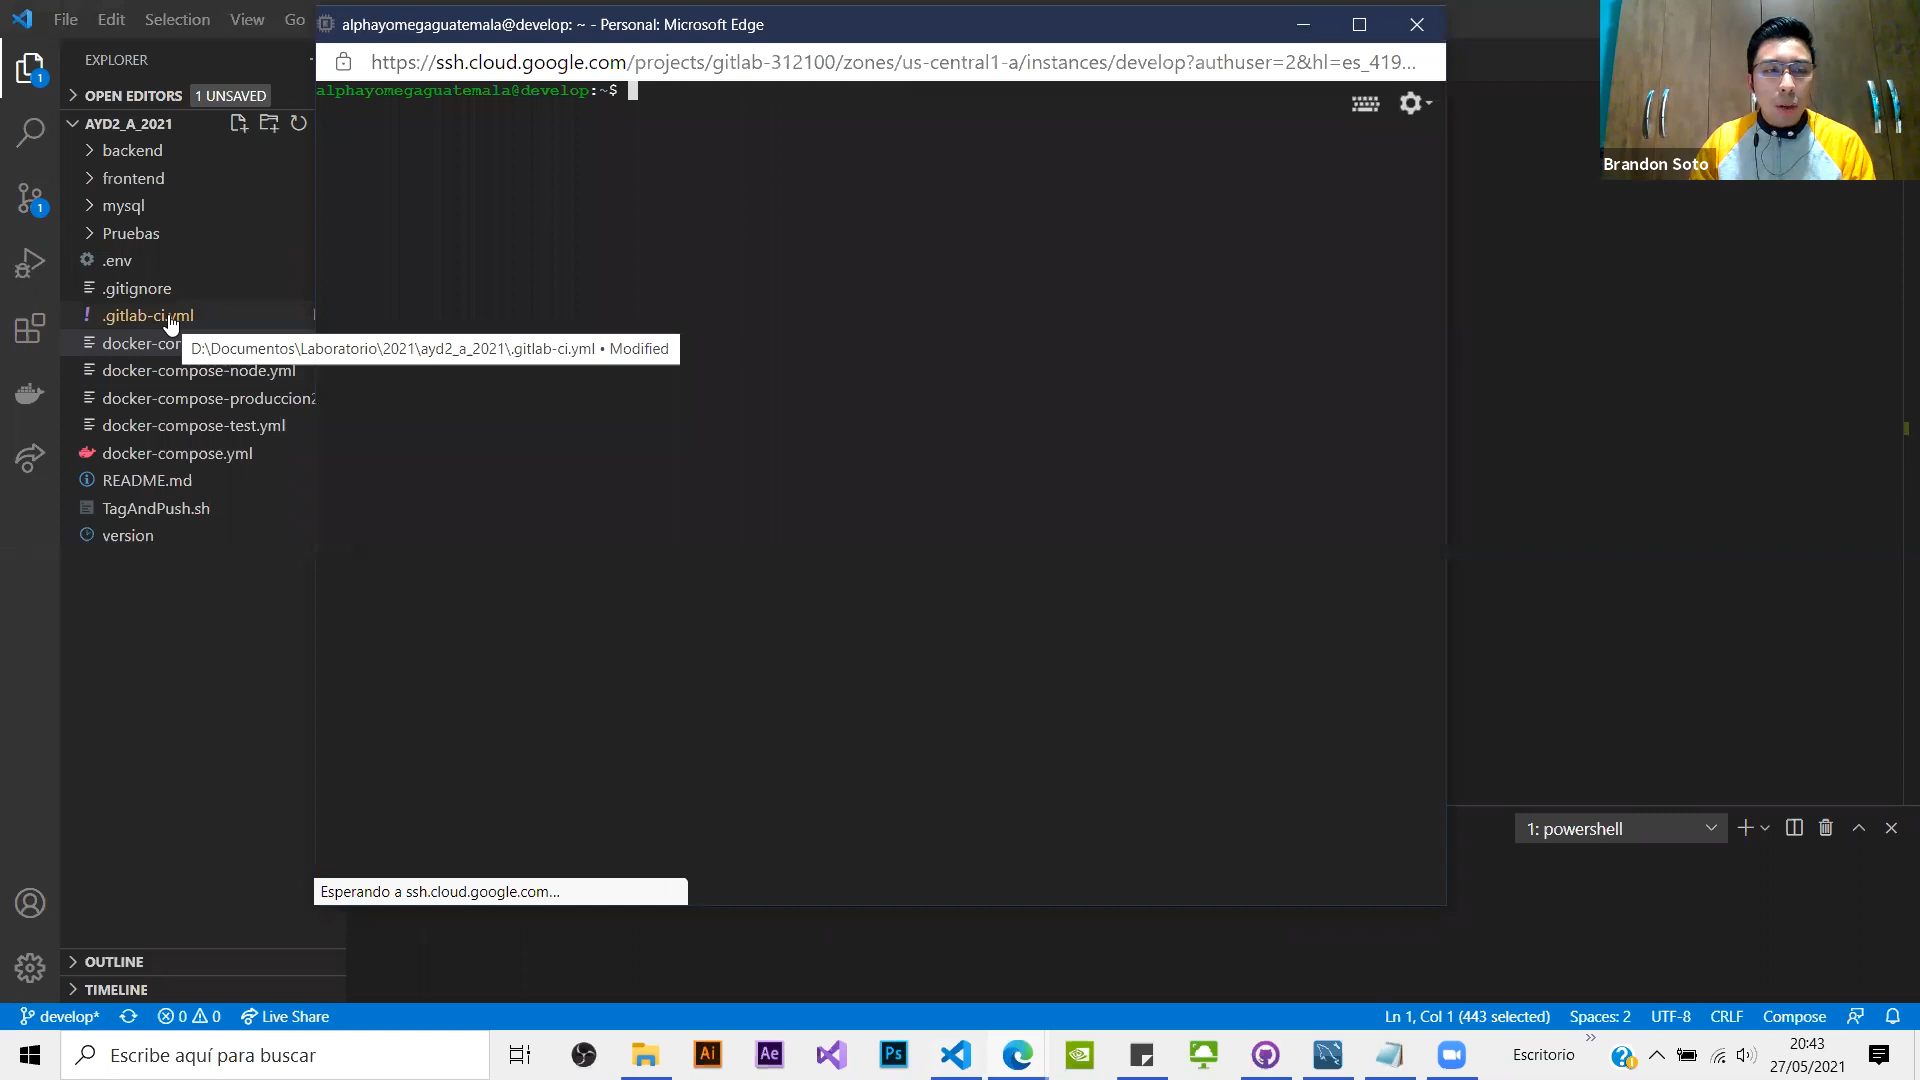 File Edit Selection View Go
alphayomegaguatemala@develop: ~ - Personal: Microsoft Edge
https://ssh.cloud.google.com/projects/gitlab-312100/zones/us-central1-a/instances/develop?authuser=2&hl=es_419...
alphayomegaguatemala@develop:~$
Brandon Soto
EXPLORER
1
OPEN EDITORS 1 UNSAVED
AYD2_A_2021
backend
frontend
mysql
1
Pruebas
.env
.gitignore
.gitlab-ci.yml
docker-cor
D:\Documentos\Laboratorio\2021\ayd2_a_2021\.gitlab-ci.yml • Modified
docker-compose-node.yml
docker-compose-produccion2
docker-compose-test.yml
docker-compose.yml
README.md
TagAndPush.sh
version
1: powershell
Esperando a ssh.cloud.google.com...
OUTLINE
TIMELINE
develop* 0 0 Live Share
Ln 1, Col 1 (443 selected) Spaces: 2 UTF-8 CRLF Compose
Escribe aquí para buscar
Ai Ae Ps
Escritorio
20:43
27/05/2021